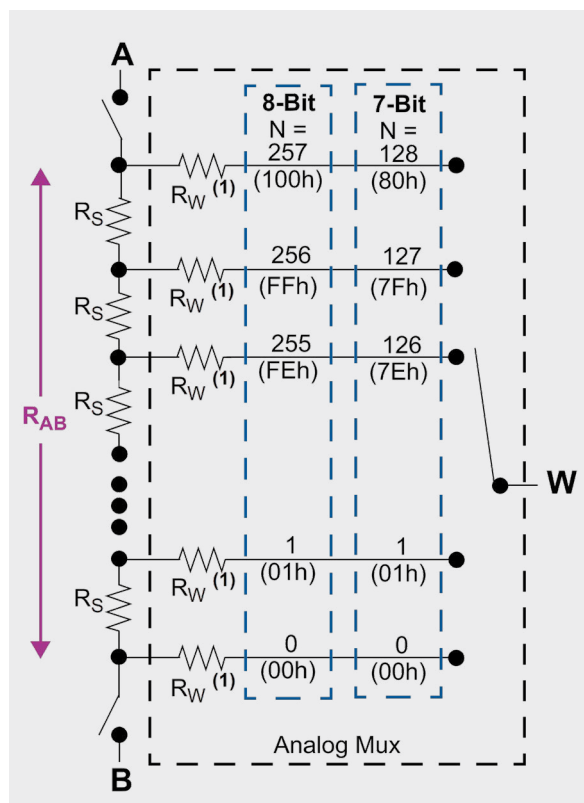 A
8-Bit 7-Bit
N = N =
257 128
(100h) (80h)
RW (1)
RS
256 127
(FFh) (7Fh)
RW (1)
RS
255 126
(FEh) (7Eh)
RW (1)
RS
RAB
W
1 1
(01h) (01h)
RW (1)
RS
0 0
(00h) (00h)
RW (1)
Analog Mux
B